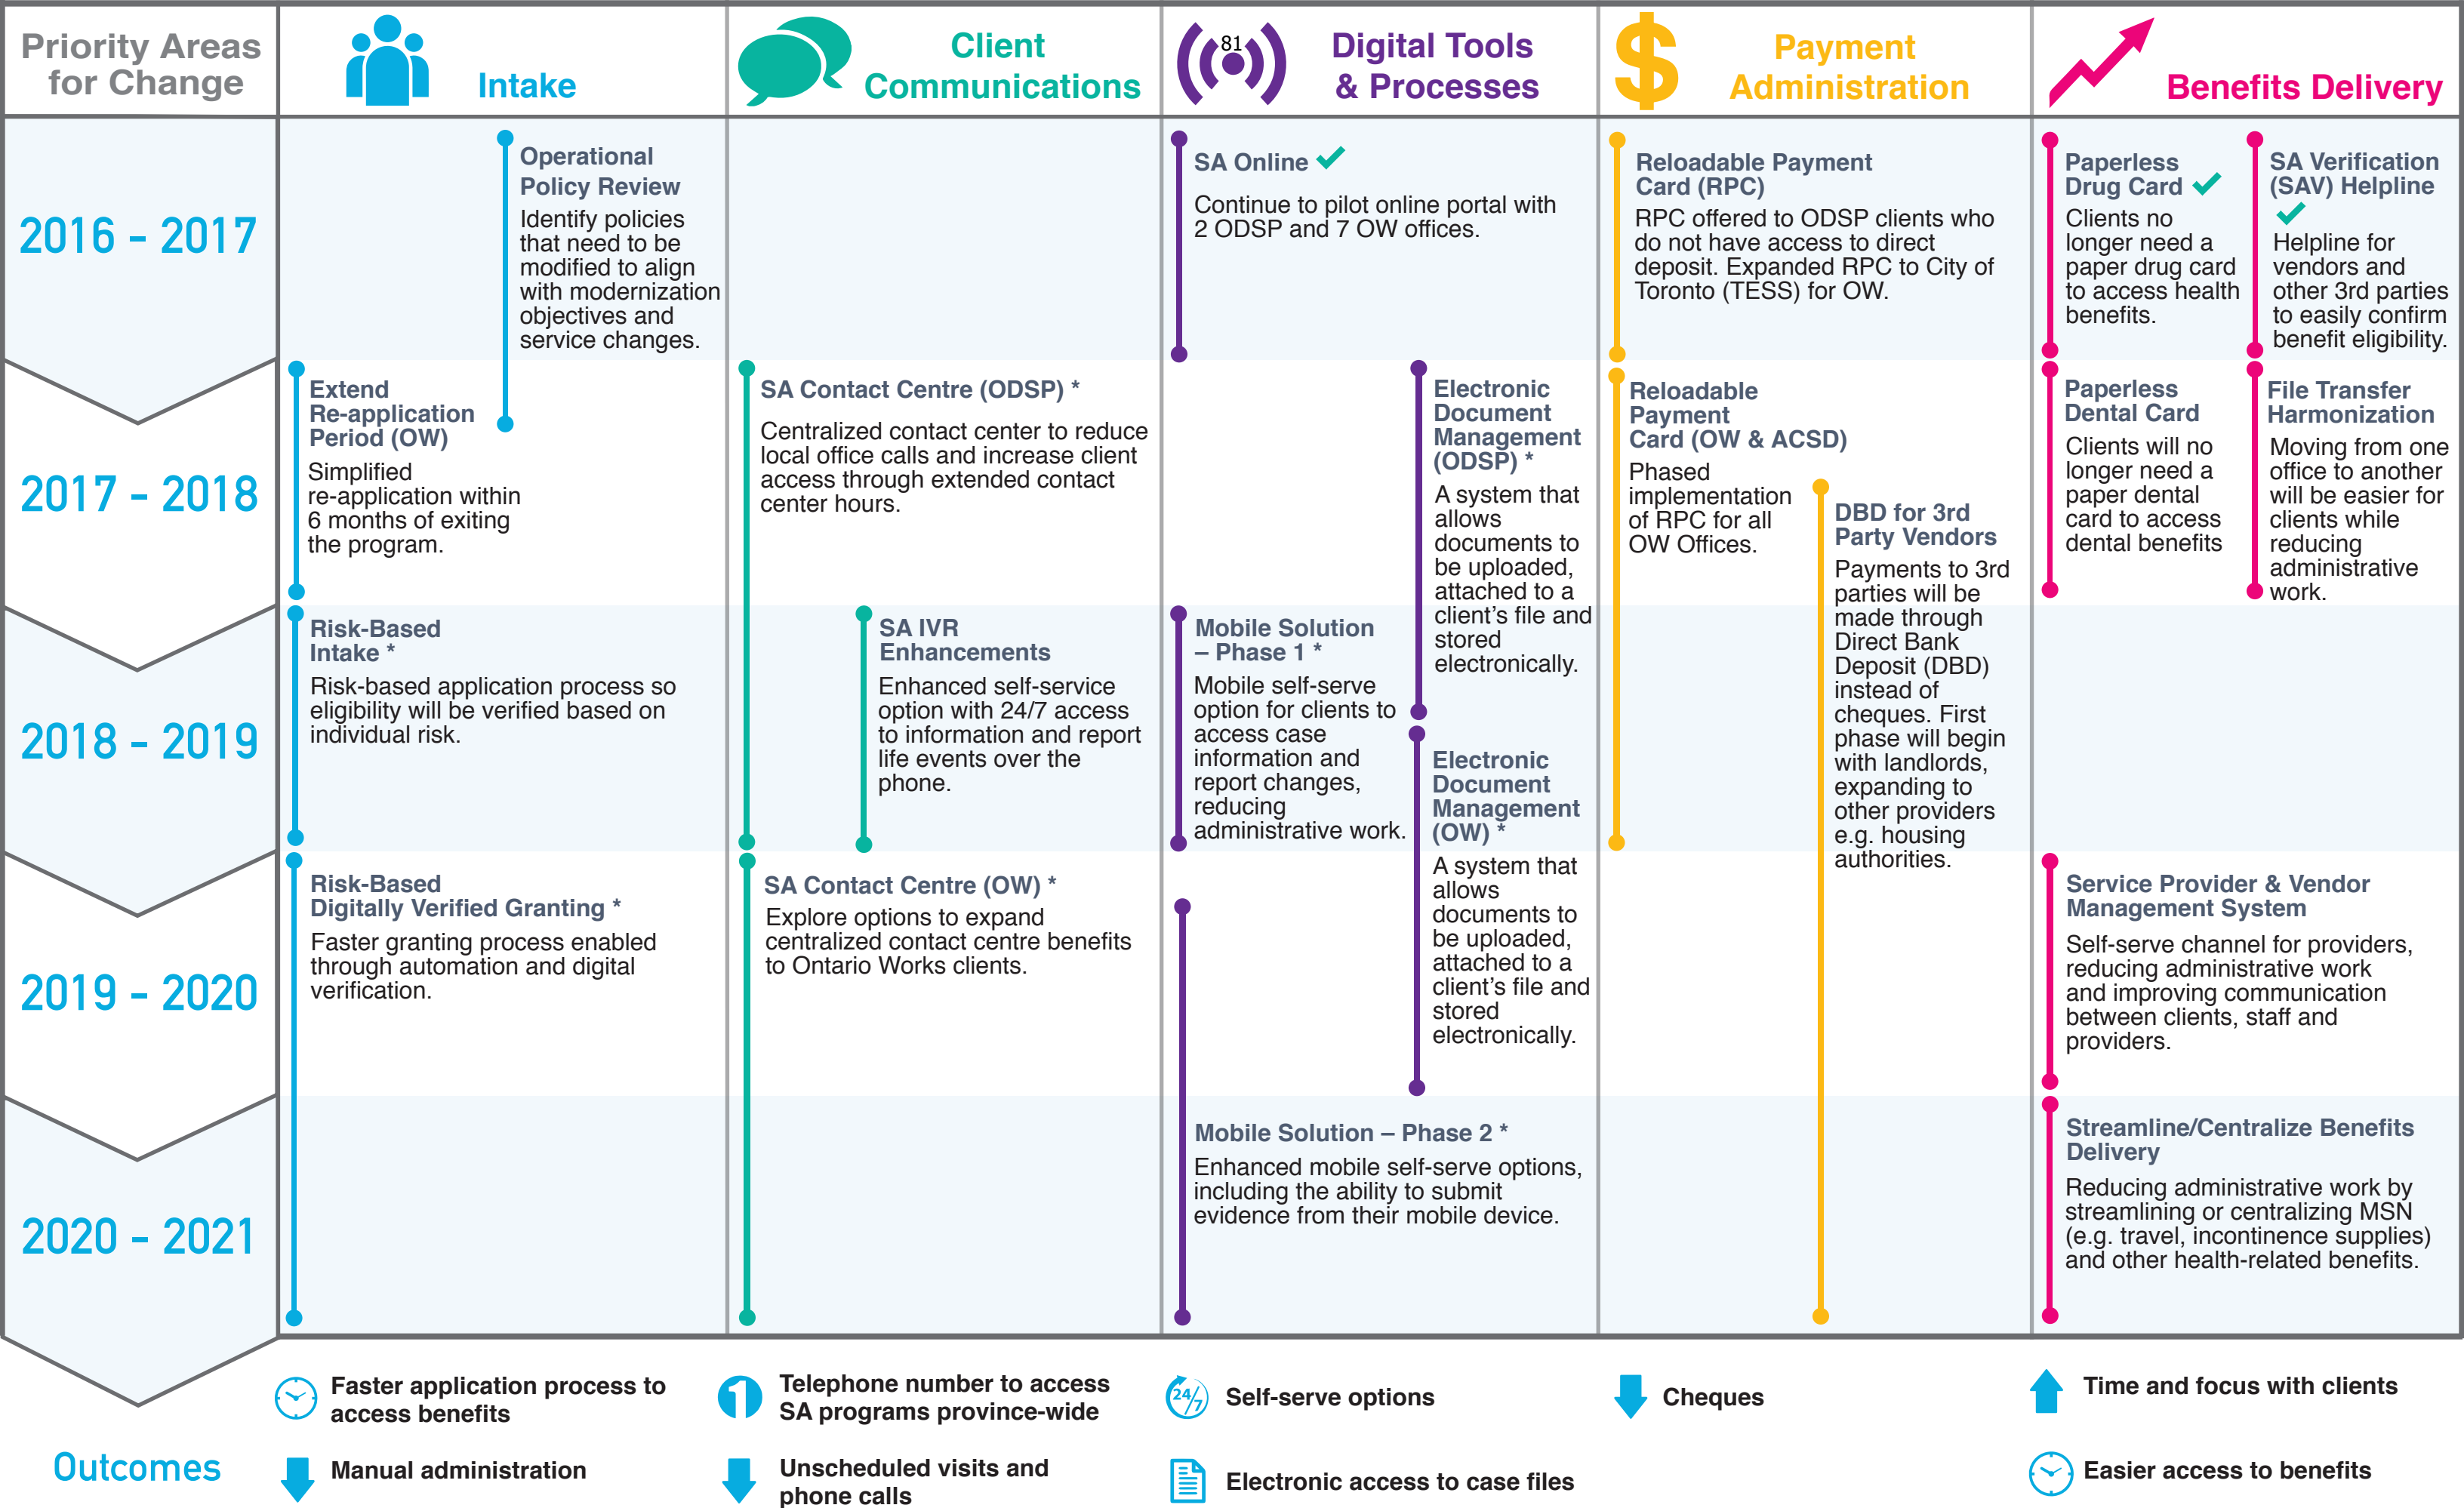 Priority Areas
for Change
Intake
Client
Communications
81
Digital Tools
& Processes
$
Payment
Administration
Benefits Delivery
2016 - 2017
Operational
Policy Review
Identify policies
that need to be
modified to align
with modernization
objectives and
service changes.
SA Online
Continue to pilot online portal with
2 ODSP and 7 OW offices.
Reloadable Payment
Card (RPC)
RPC offered to ODSP clients who
do not have access to direct
deposit. Expanded RPC to City of
Toronto (TESS) for OW.
Paperless
Drug Card
Clients no
longer need a
paper drug card
to access health
benefits.
SA Verification
(SAV) Helpline
Helpline for
vendors and
other 3rd parties
to easily confirm
benefit eligibility.
2017 - 2018
Extend
Re-application
Period (OW)
Simplified
re-application within
6 months of exiting
the program.
SA Contact Centre (ODSP) *
Centralized contact center to reduce
local office calls and increase client
access through extended contact
center hours.
Electronic
Document
Management
(ODSP) *
A system that
allows
documents to
be uploaded,
attached to a
client's file and
stored
electronically.
Reloadable
Payment
Card (OW & ACSD)
Phased
implementation
of RPC for all
OW Offices.
DBD for 3rd
Party Vendors
Payments to 3rd
parties will be
made through
Direct Bank
Deposit (DBD)
instead of
cheques. First
phase will begin
with landlords,
expanding to
other providers
e.g. housing
authorities.
Paperless
Dental Card
Clients will no
longer need a
paper dental
card to access
dental benefits
File Transfer
Harmonization
Moving from one
office to another
will be easier for
clients while
reducing
administrative
work.
2018 - 2019
Risk-Based
Intake *
Risk-based application process so
eligibility will be verified based on
individual risk.
SA IVR
Enhancements
Enhanced self-service
option with 24/7 access
to information and report
life events over the
phone.
Mobile Solution
– Phase 1 *
Mobile self-serve
option for clients to
access case
information and
report changes,
reducing
administrative work.
Electronic
Document
Management
(OW) *
A system that
allows
documents to
be uploaded,
attached to a
client's file and
stored
electronically.
2019 - 2020
Risk-Based
Digitally Verified Granting *
Faster granting process enabled
through automation and digital
verification.
SA Contact Centre (OW) *
Explore options to expand
centralized contact centre benefits
to Ontario Works clients.
Service Provider & Vendor
Management System
Self-serve channel for providers,
reducing administrative work
and improving communication
between clients, staff and
providers.
2020 - 2021
Mobile Solution – Phase 2 *
Enhanced mobile self-serve options,
including the ability to submit
evidence from their mobile device.
Streamline/Centralize Benefits
Delivery
Reducing administrative work by
streamlining or centralizing MSN
(e.g. travel, incontinence supplies)
and other health-related benefits.
Outcomes
Faster application process to
access benefits
Manual administration
1
Telephone number to access
SA programs province-wide
Unscheduled visits and
phone calls
24/7
Self-serve options
Electronic access to case files
Cheques
Time and focus with clients
Easier access to benefits